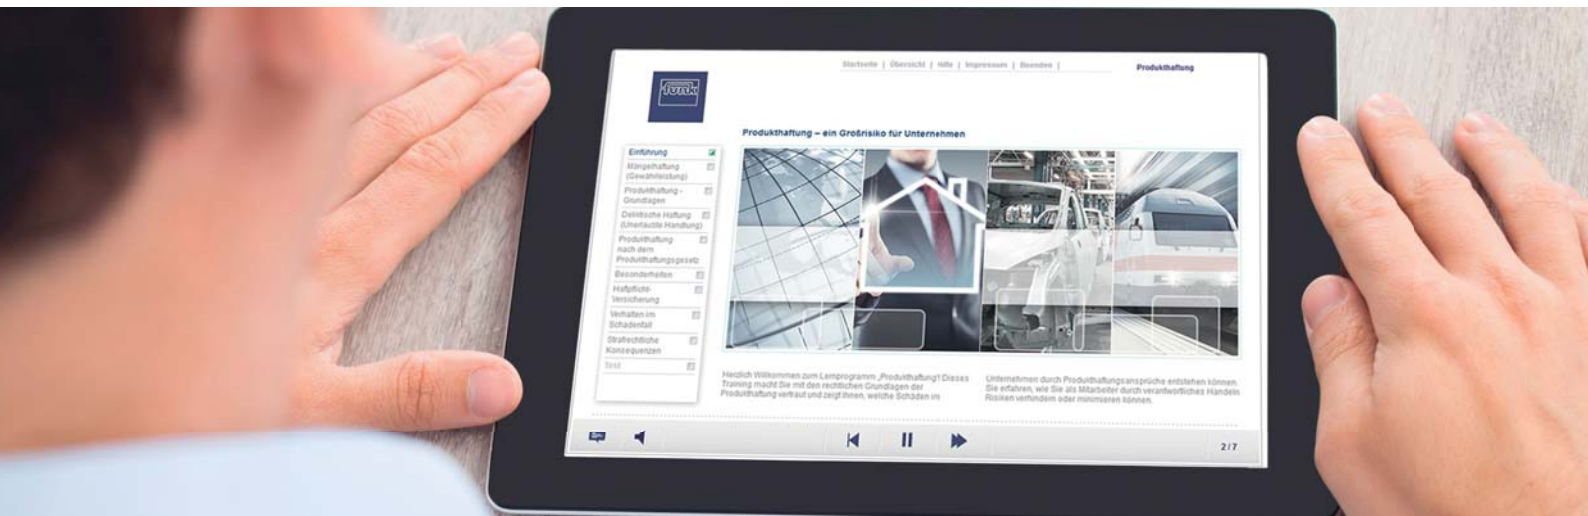 Startseite | Übersicht | Hilfe | Impressum | Beenden |
Produkthaftung
funk
Produkthaftung – ein Großrisiko für Unternehmen
Einführung
Mängelhaftung
(Gewährleistung)
Produkthaftung -
Grundlagen
Deliktische Haftung
(Unerlaubte Handlung)
Produkthaftung
nach dem
Produkthaftungsgesetz
Besonderheiten
Haftpflicht-
Versicherung
Verhalten im
Schadenfall
Strafrechtliche
Konsequenzen
Test
Herzlich Willkommen zum Lernprogramm „Produkthaftung“! Dieses
Training macht Sie mit den rechtlichen Grundlagen der
Produkthaftung vertraut und zeigt Ihnen, welche Schäden im
Unternehmen durch Produkthaftungsansprüche entstehen können.
Sie erfahren, wie Sie als Mitarbeiter durch verantwortliches Handeln
Risiken verhindern oder minimieren können.
2 / 7